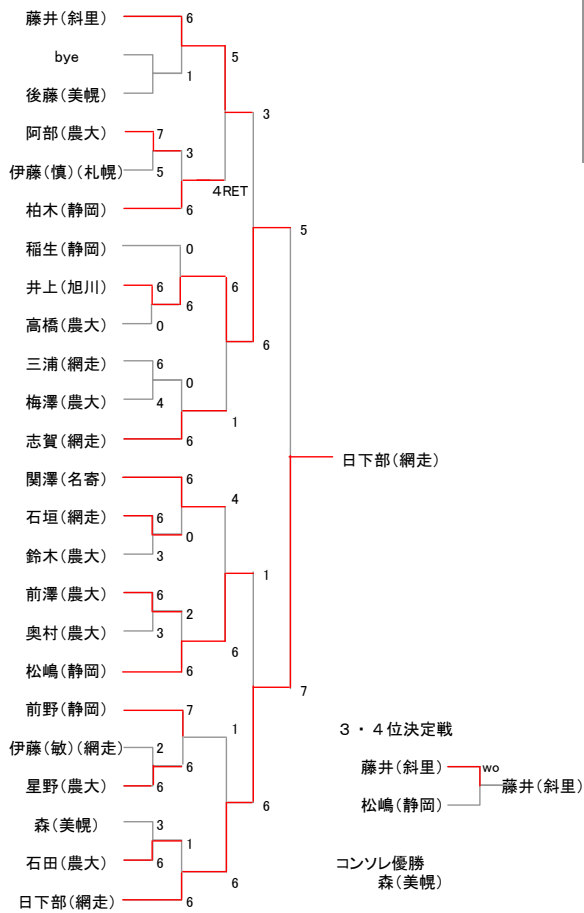 藤井(斜里)
6
5
bye
1
後藤(美幌)
3
阿部(農大)
7
3
伊藤(慎)(札幌)
5
4RET
柏木(静岡)
6
5
稲生(静岡)
0
井上(旭川)
6
6
6
高橋(農大)
0
6
三浦(網走)
6
0
梅澤(農大)
4
1
志賀(網走)
6
日下部(網走)
関澤(名寄)
6
4
石垣(網走)
6
0
鈴木(農大)
3
1
前澤(農大)
6
2
奥村(農大)
3
6
松嶋(静岡)
6
7
前野(静岡)
7
1
伊藤(敏)(網走)
2
6
星野(農大)
6
6
森(美幌)
3
1
石田(農大)
6
6
日下部(網走)
6
3・4位決定戦
藤井(斜里)
wo
藤井(斜里)
松嶋(静岡)
コンソレ優勝
森(美幌)